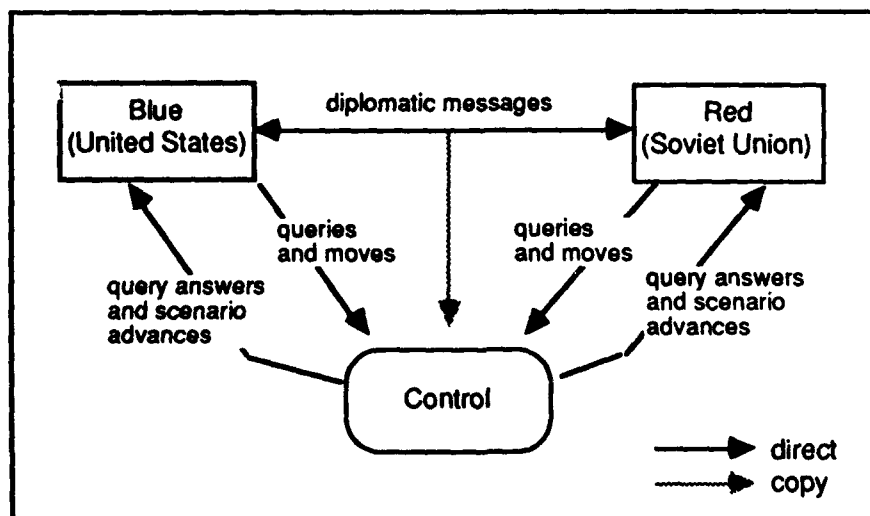 Blue
(United States)
diplomatic messages
Red
(Soviet Union)
queries
and moves
queries
and moves
query answers
and scenario
advances
query answers
and scenario
advances
Control
direct
copy